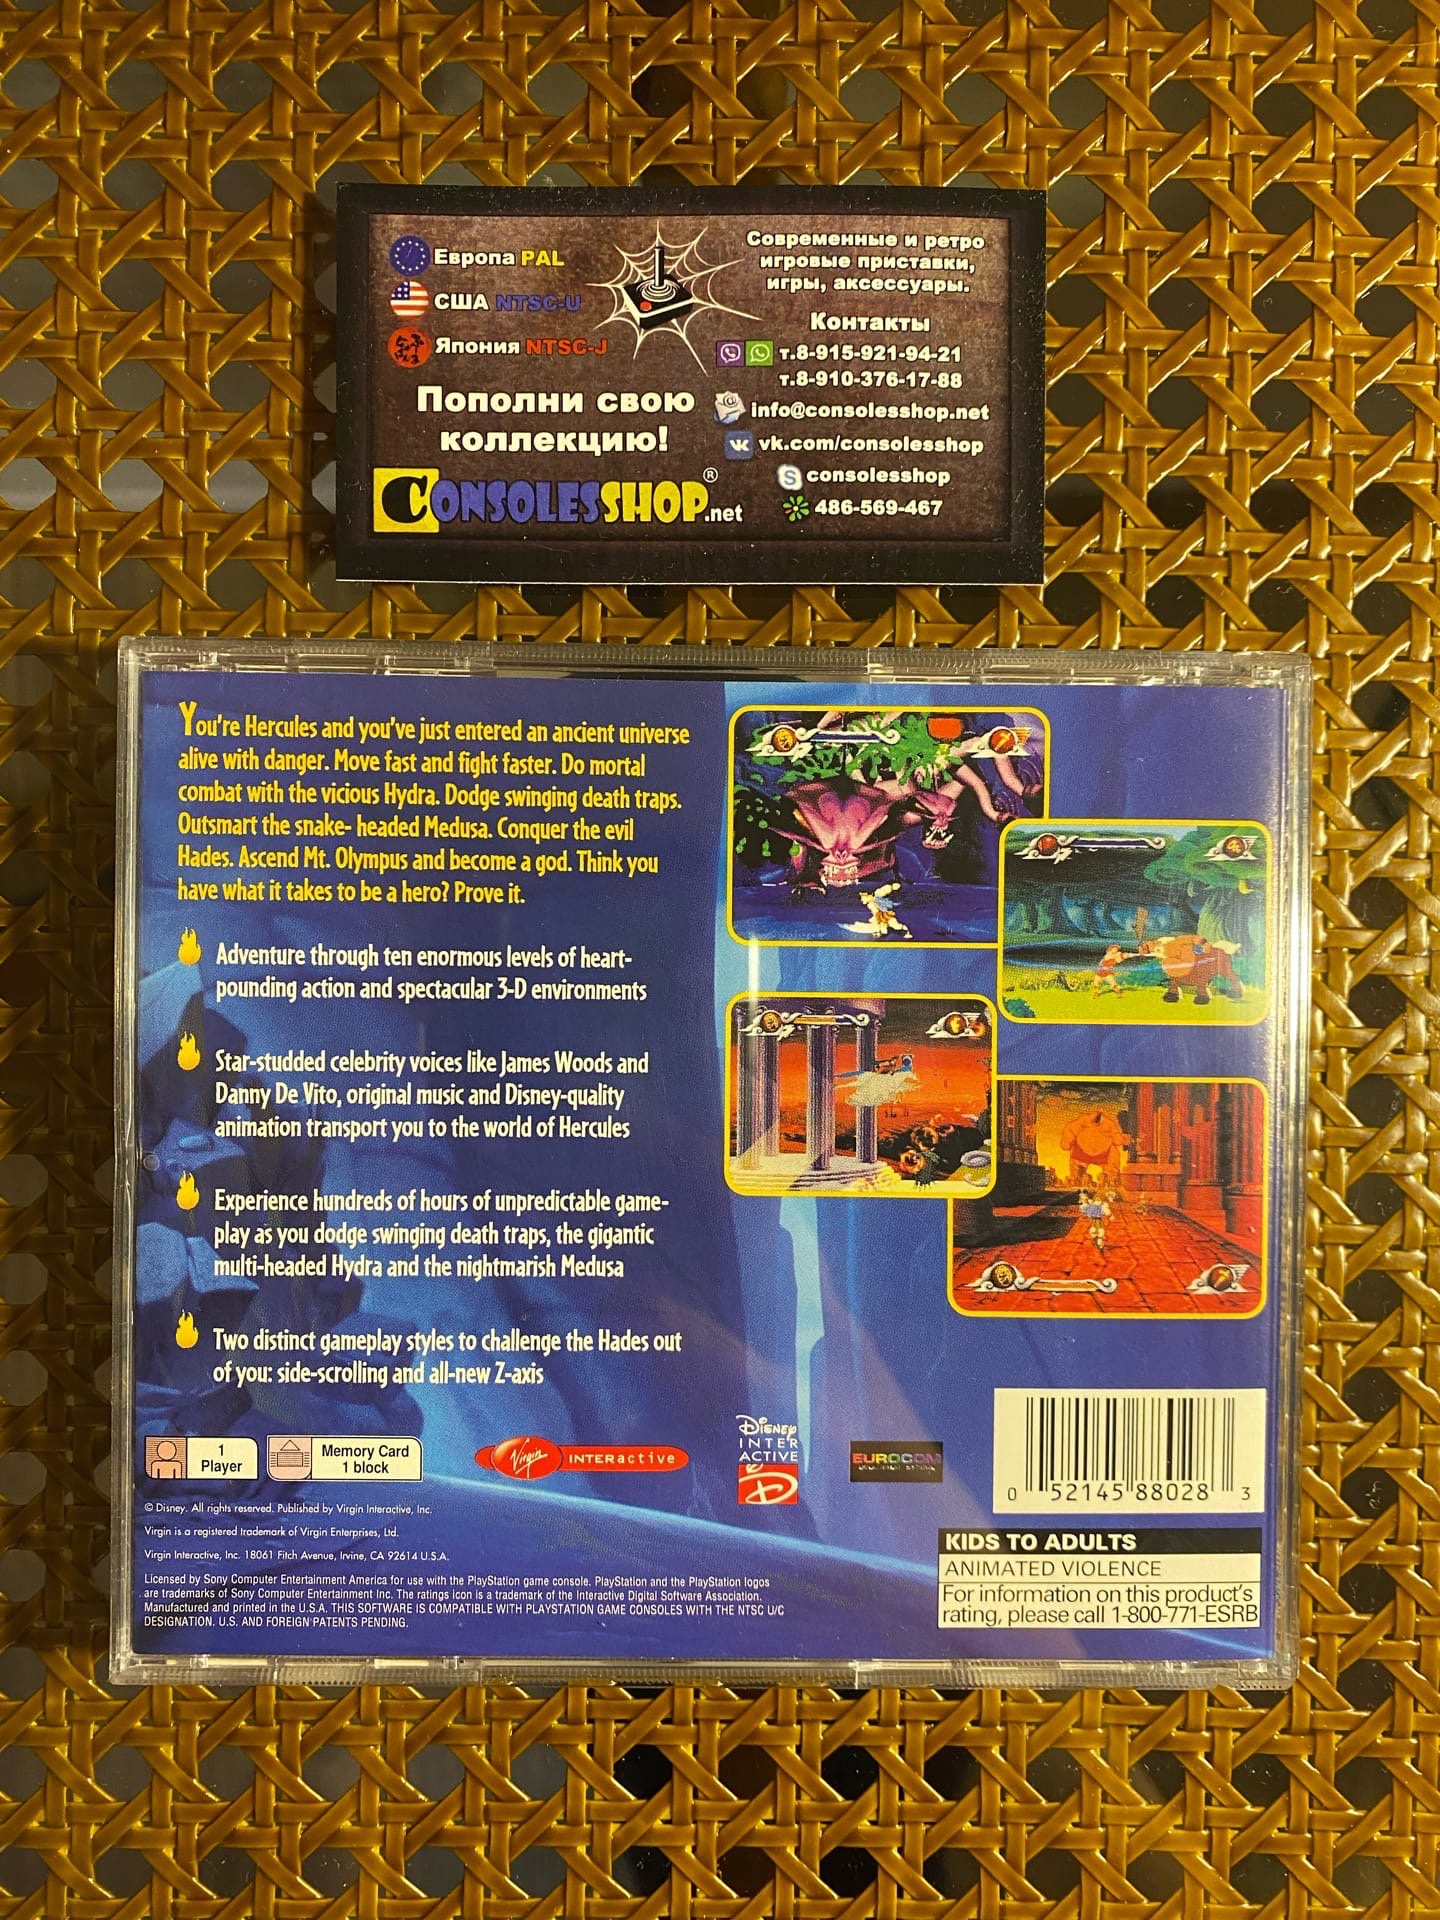 Европа PAL
США NTSC-U
Япония NTSC-J
Пополни свою
коллекцию!
CONSOLESSHOP.net
®
Современные и ретро
игровые приставки,
игры, аксессуары.
Контакты
т.8-915-921-94-21
т.8-910-376-17-88
info@consolesshop.net
vk.com/consolesshop
consolesshop
486-569-467
You're Hercules and you've just entered an ancient universe
alive with danger. Move fast and fight faster. Do mortal
combat with the vicious Hydra. Dodge swinging death traps.
Outsmart the snake- headed Medusa. Conquer the evil
Hades. Ascend Mt. Olympus and become a god. Think you
have what it takes to be a hero? Prove it.
Adventure through ten enormous levels of heart-
pounding action and spectacular 3-D environments
Star-studded celebrity voices like James Woods and
Danny De Vito, original music and Disney-quality
animation transport you to the world of Hercules
Experience hundreds of hours of unpredictable game-
play as you dodge swinging death traps, the gigantic
multi-headed Hydra and the nightmarish Medusa
Two distinct gameplay styles to challenge the Hades out
of you: side-scrolling and all-new Z-axis
1
Player
Memory Card
1 block
Virgin INTERactive
Disney
INTER
ACTIVE
EUROCOM
0 52145 88028 3
© Disney. All rights reserved. Published by Virgin Interactive, Inc.
Virgin is a registered trademark of Virgin Enterprises, Ltd.
Virgin Interactive, Inc. 18061 Fitch Avenue, Irvine, CA 92614 U.S.A.
Licensed by Sony Computer Entertainment America for use with the PlayStation game console. PlayStation and the PlayStation logos
are trademarks of Sony Computer Entertainment Inc. The ratings icon is a trademark of the Interactive Digital Software Association.
Manufactured and printed in the U.S.A. THIS SOFTWARE IS COMPATIBLE WITH PLAYSTATION GAME CONSOLES WITH THE NTSC U/C
DESIGNATION. U.S. AND FOREIGN PATENTS PENDING.
KIDS TO ADULTS
ANIMATED VIOLENCE
For information on this product's
rating, please call 1-800-771-ESRB